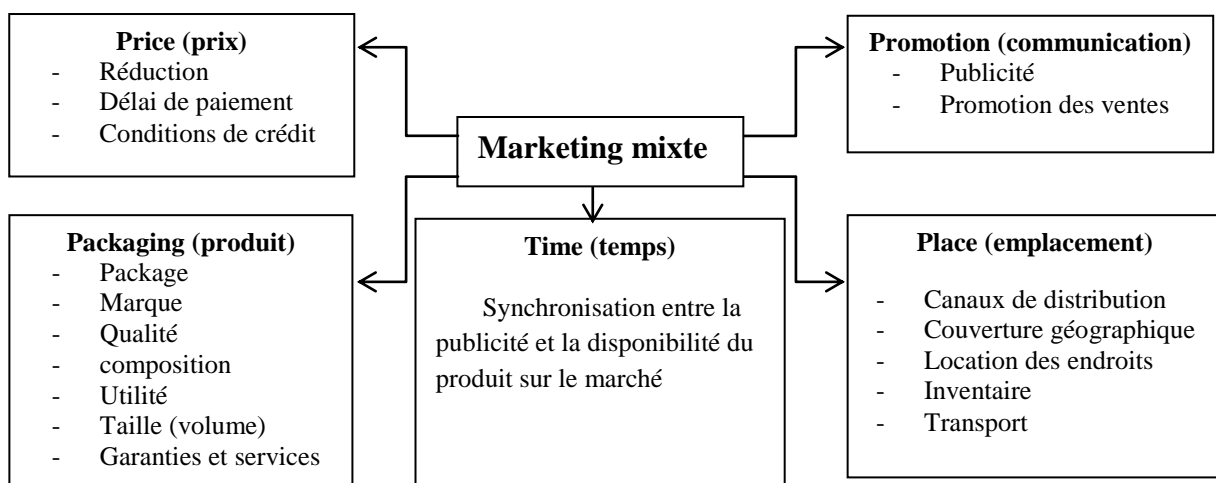 Price (prix)
- Réduction
- Délai de paiement
- Conditions de crédit
Promotion (communication)
- Publicité
- Promotion des ventes
Marketing mixte
Packaging (produit)
- Package
- Marque
- Qualité
- composition
- Utilité
- Taille (volume)
- Garanties et services
Time (temps)
Synchronisation entre la
publicité et la disponibilité du
produit sur le marché
Place (emplacement)
- Canaux de distribution
- Couverture géographique
- Location des endroits
- Inventaire
- Transport